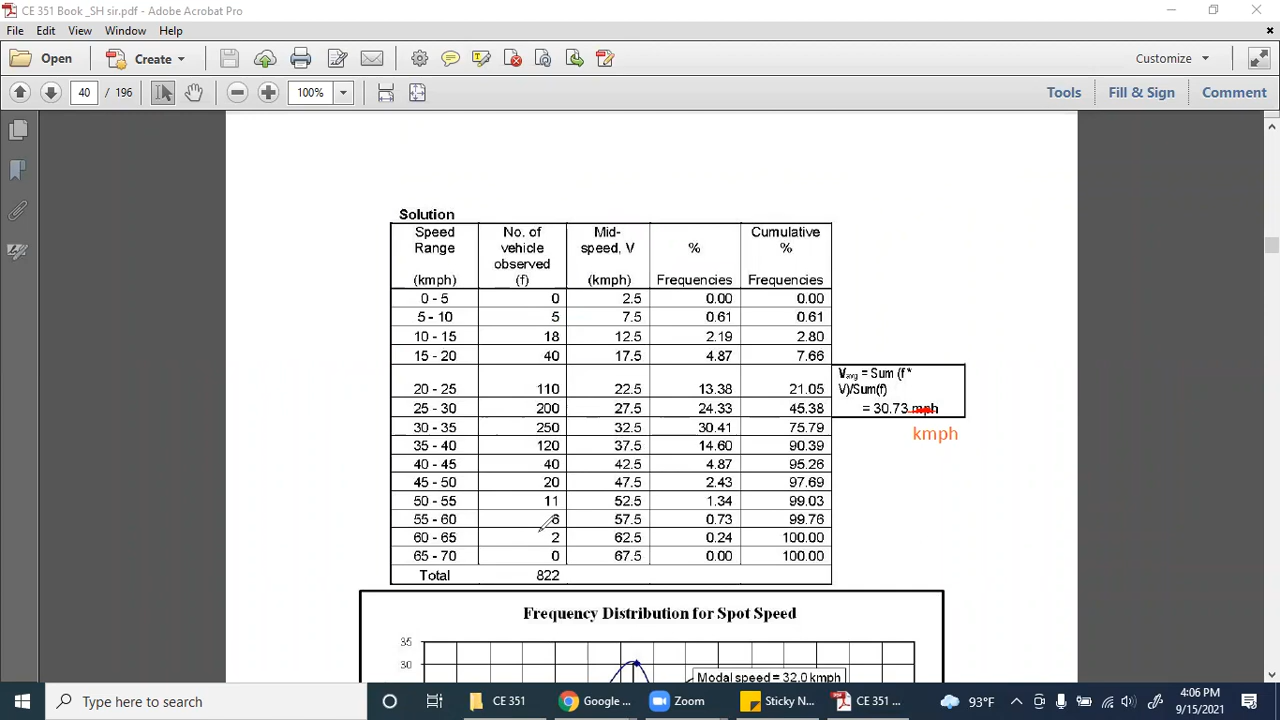 CE 351 Book _SH sir.pdf - Adobe Acrobat Pro
File Edit View Window Help
Open Create Customize
40 / 196 100% Tools Fill & Sign Comment
Solution
Speed Range (kmph) No. of vehicle observed (f) Mid-speed, V (kmph) % Frequencies Cumulative % Frequencies
0 - 5 0 2.5 0.00 0.00
5 - 10 5 7.5 0.61 0.61
10 - 15 18 12.5 2.19 2.80
15 - 20 40 17.5 4.87 7.66
Vavg = Sum (f*
V)/Sum(f)
20 - 25 110 22.5 13.38 21.05
25 - 30 200 27.5 24.33 45.38
= 30.73 mph
kmph
30 - 35 250 32.5 30.41 75.79
35 - 40 120 37.5 14.60 90.39
40 - 45 40 42.5 4.87 95.26
45 - 50 20 47.5 2.43 97.69
50 - 55 11 52.5 1.34 99.03
55 - 60 6 57.5 0.73 99.76
60 - 65 2 62.5 0.24 100.00
65 - 70 0 67.5 0.00 100.00
Total 822
Frequency Distribution for Spot Speed
35
30
Modal speed = 32.0 kmph
Type here to search CE 351 Google ... Zoom Sticky N... CE 351 ... 93°F 4:06 PM
9/15/2021